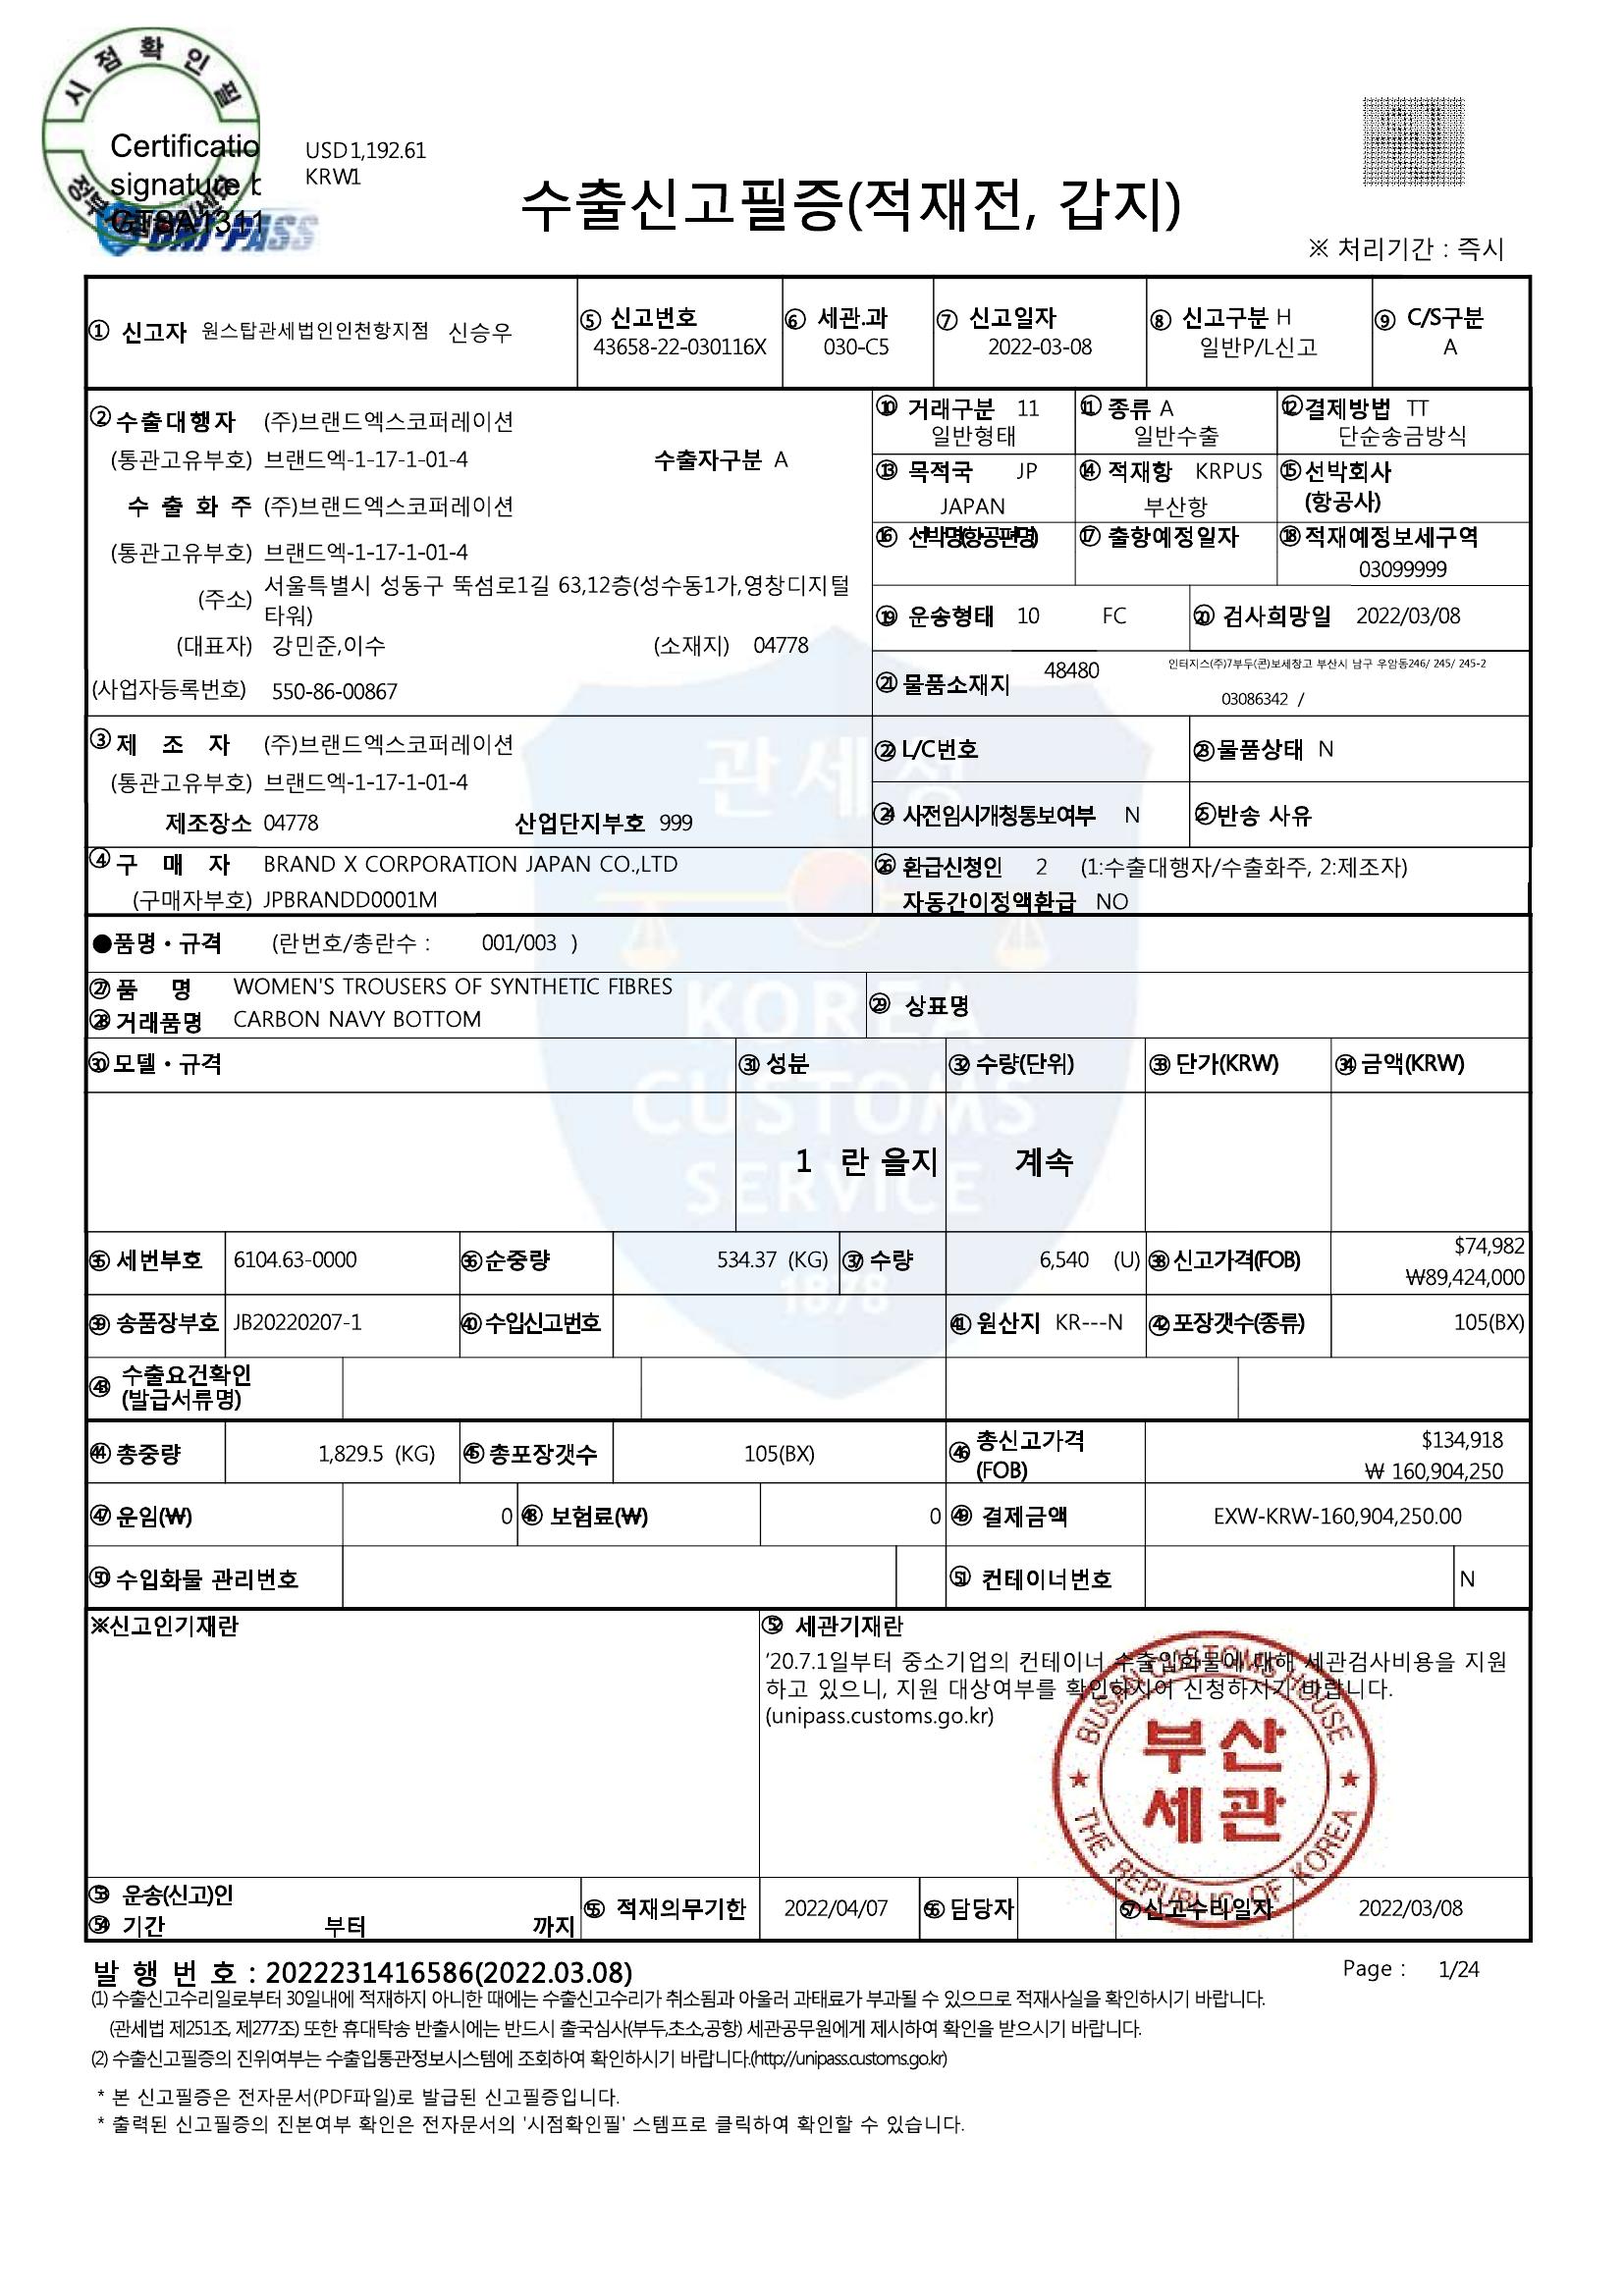 시 점 확 인 필
Certificatio
signature b
GTSA1311
UNI-PASS
USD1,192.61
KRW1
수출신고필증(적재전, 갑지)
※ 처리기간 : 즉시
① 신고자 원스탑관세법인인천항지점 신승우
⑤ 신고번호
43658-22-030116X
⑥ 세관.과
030-C5
⑦ 신고일자
2022-03-08
⑧ 신고구분 H
일반P/L신고
⑨ C/S구분
A
② 수출대행자 (주)브랜드엑스코퍼레이션
(통관고유부호) 브랜드엑-1-17-1-01-4 수출자구분 A
수 출 화 주 (주)브랜드엑스코퍼레이션
(통관고유부호) 브랜드엑-1-17-1-01-4
(주소) 서울특별시 성동구 뚝섬로1길 63,12층(성수동1가,영창디지털
타워)
(대표자) 강민준,이수 (소재지) 04778
(사업자등록번호) 550-86-00867
⑩ 거래구분 11
일반형태
⑪ 종류 A
일반수출
⑫ 결제방법 TT
단순송금방식
⑬ 목적국 JP
JAPAN
⑭ 적재항 KRPUS
부산항
⑮ 선박회사
(항공사)
⑯ 선박명(항공편명)
⑰ 출항예정일자
⑱ 적재예정보세구역
03099999
⑲ 운송형태 10 FC
⑳ 검사희망일 2022/03/08
㉑ 물품소재지 48480 인터지스(주)7부두(콘)보세창고 부산시 남구 우암동246/ 245/ 245-2
03086342 /
③ 제 조 자 (주)브랜드엑스코퍼레이션
(통관고유부호) 브랜드엑-1-17-1-01-4
제조장소 04778 산업단지부호 999
㉒ L/C번호
㉓ 물품상태 N
㉔ 사전임시개청통보여부 N
㉕ 반송 사유
④ 구 매 자 BRAND X CORPORATION JAPAN CO.,LTD
(구매자부호) JPBRANDD0001M
㉖ 환급신청인 2 (1:수출대행자/수출화주, 2:제조자)
자동간이정액환급 NO
●품명・규격 (란번호/총란수 : 001/003 )
㉗ 품 명 WOMEN'S TROUSERS OF SYNTHETIC FIBRES
㉘ 거래품명 CARBON NAVY BOTTOM
㉙ 상표명
㉚ 모델・규격
㉛ 성분
㉜ 수량(단위)
㉝ 단가(KRW)
㉞ 금액(KRW)
1 란 을지 계속
㉟ 세번부호 6104.63-0000
㊱ 순중량 534.37 (KG)
㊲ 수량 6,540 (U)
㊳ 신고가격(FOB) $74,982
₩89,424,000
㊴ 송품장부호 JB20220207-1
㊵ 수입신고번호
㊶ 원산지 KR---N
㊷ 포장갯수(종류) 105(BX)
㊸ 수출요건확인
(발급서류명)
㊹ 총중량 1,829.5 (KG)
㊺ 총포장갯수 105(BX)
㊻ 총신고가격
(FOB)
$134,918
₩ 160,904,250
㊼ 운임(₩) 0
㊽ 보험료(₩) 0
㊾ 결제금액 EXW-KRW-160,904,250.00
㊿ 수입화물 관리번호
51 컨테이너번호 N
관세청
KOREA
CUSTOMS
SERVICE
1878
※신고인기재란
52 세관기재란
'20.7.1일부터 중소기업의 컨테이너 수출입화물에 대해 세관검사비용을 지원
하고 있으니, 지원 대상여부를 확인하시어 신청하시기 바랍니다.
(unipass.customs.go.kr)
BUSAN CUSTOMS HOUSE
부산
세관
THE REPUBLIC OF KOREA
53 운송(신고)인
54 기간 부터 까지
55 적재의무기한 2022/04/07
56 담당자
57 신고수리일자 2022/03/08
발 행 번 호 : 2022231416586(2022.03.08)
Page : 1/24
(1) 수출신고수리일로부터 30일내에 적재하지 아니한 때에는 수출신고수리가 취소됨과 아울러 과태료가 부과될 수 있으므로 적재사실을 확인하시기 바랍니다.
(관세법 제251조, 제277조) 또한 휴대탁송 반출시에는 반드시 출국심사(부두,초소,공항) 세관공무원에게 제시하여 확인을 받으시기 바랍니다.
(2) 수출신고필증의 진위여부는 수출입통관정보시스템에 조회하여 확인하시기 바랍니다.(http://unipass.customs.go.kr)
* 본 신고필증은 전자문서(PDF파일)로 발급된 신고필증입니다.
* 출력된 신고필증의 진본여부 확인은 전자문서의 '시점확인필' 스템프로 클릭하여 확인할 수 있습니다.